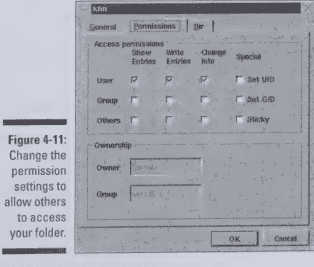 General Permissions Dir
Access permissions
Show Entries Write Entries Change Into Special
User Set UID
Group Set GID
Others Sticky
Ownership
Owner
Group
OK Cancel
Figure 4-11:
Change the
permission
settings to
allow others
to access
your folder.